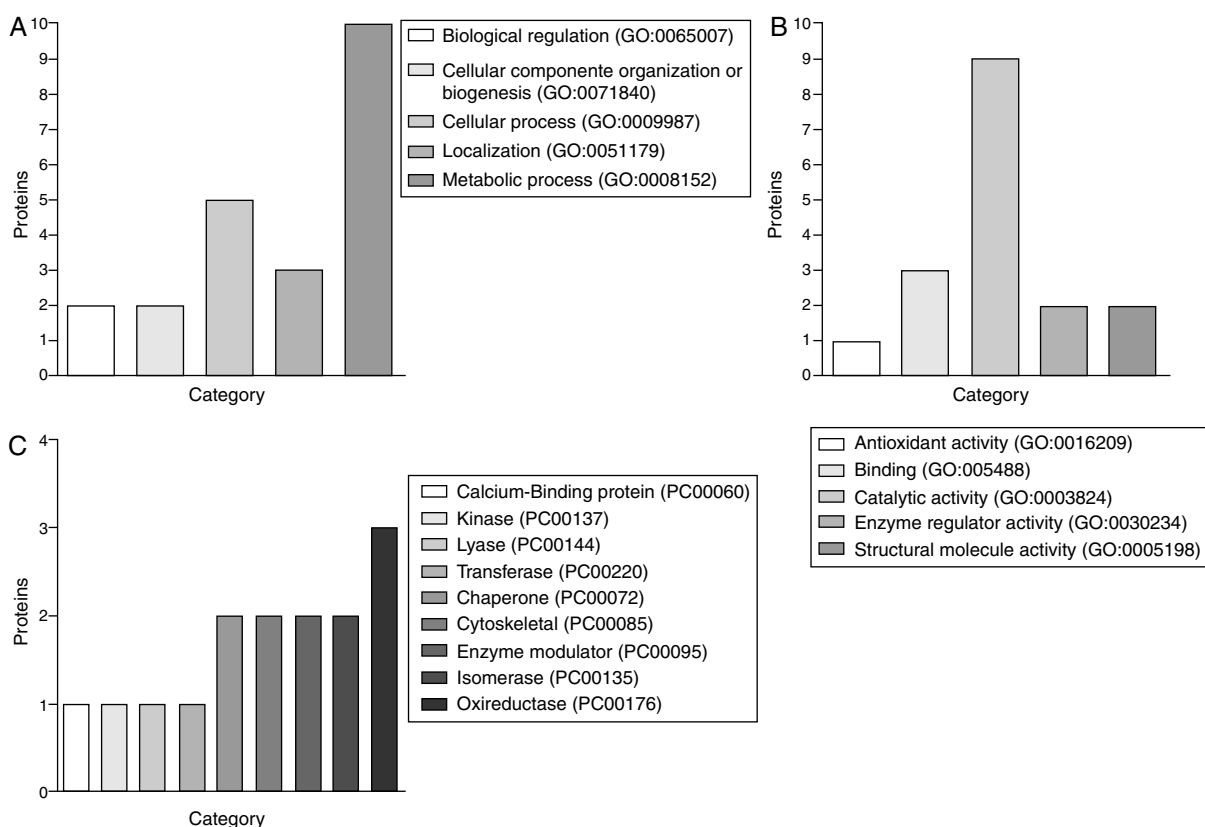 A
10
9
8
7
6
5
4
3
2
1
0
Proteins
Category
Biological regulation (GO:0065007)
Cellular componente organization or
biogenesis (GO:0071840)
Cellular process (GO:0009987)
Localization (GO:0051179)
Metabolic process (GO:0008152)
B
10
9
8
7
6
5
4
3
2
1
0
Proteins
Category
Antioxidant activity (GO:0016209)
Binding (GO:005488)
Catalytic activity (GO:0003824)
Enzyme regulator activity (GO:0030234)
Structural molecule activity (GO:0005198)
C
4
3
2
1
0
Proteins
Category
Calcium-Binding protein (PC00060)
Kinase (PC00137)
Lyase (PC00144)
Transferase (PC00220)
Chaperone (PC00072)
Cytoskeletal (PC00085)
Enzyme modulator (PC00095)
Isomerase (PC00135)
Oxireductase (PC00176)